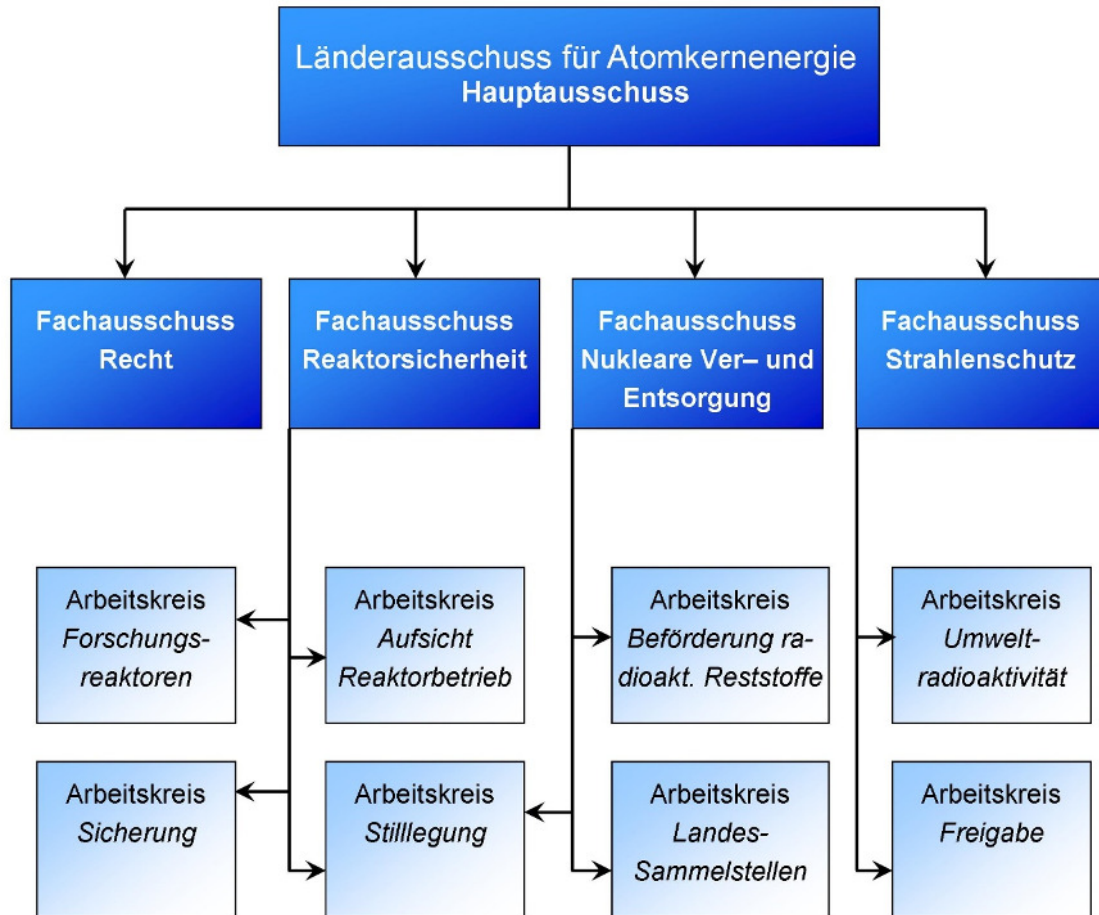 Länderausschuss für Atomkernenergie
Hauptausschuss
Fachausschuss
Recht
Fachausschuss
Reaktorsicherheit
Fachausschuss
Nukleare Ver– und
Entsorgung
Fachausschuss
Strahlenschutz
Arbeitskreis
Forschungs-
reaktoren
Arbeitskreis
Aufsicht
Reaktorbetrieb
Arbeitskreis
Beförderung ra-
dioakt. Reststoffe
Arbeitskreis
Umwelt-
radioaktivität
Arbeitskreis
Sicherung
Arbeitskreis
Stilllegung
Arbeitskreis
Landes-
Sammelstellen
Arbeitskreis
Freigabe